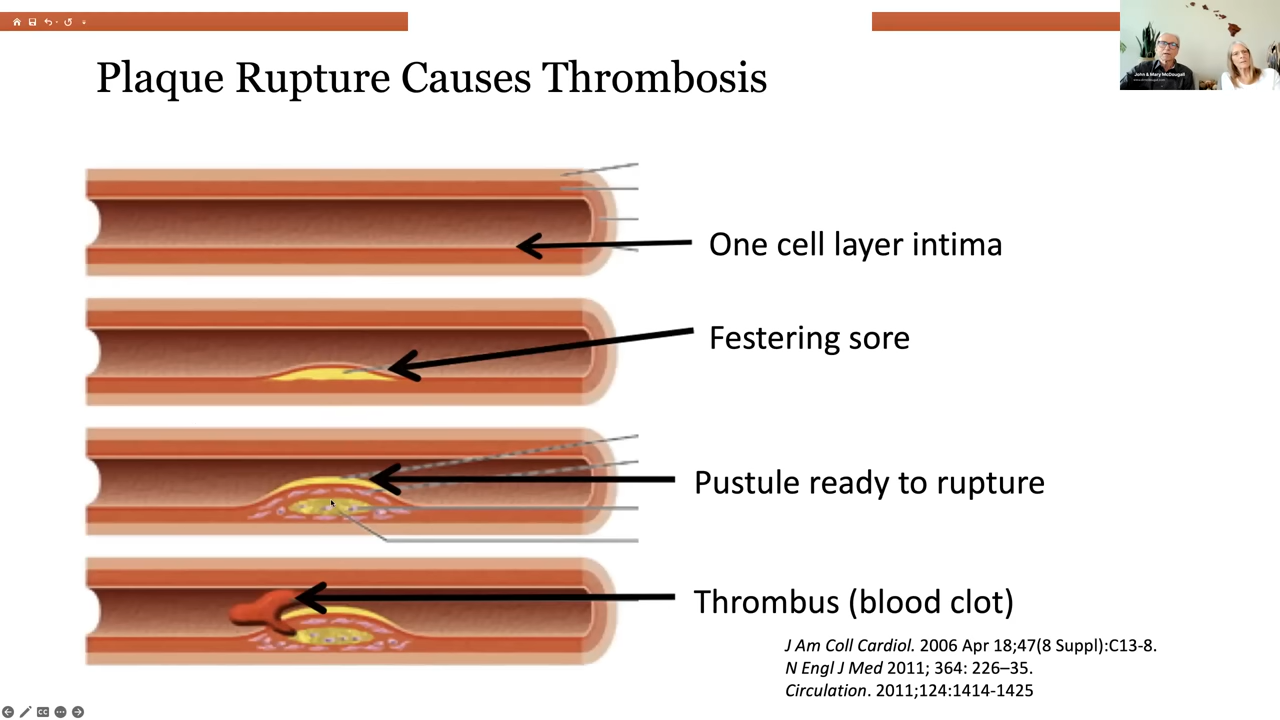 Plaque Rupture Causes Thrombosis
John & Mary McDougall
One cell layer intima
Festering sore
Pustule ready to rupture
Thrombus (blood clot)
J Am Coll Cardiol. 2006 Apr 18;47(8 Suppl):C13-8.
N Engl J Med 2011; 364: 226–35.
Circulation. 2011;124:1414-1425
CC